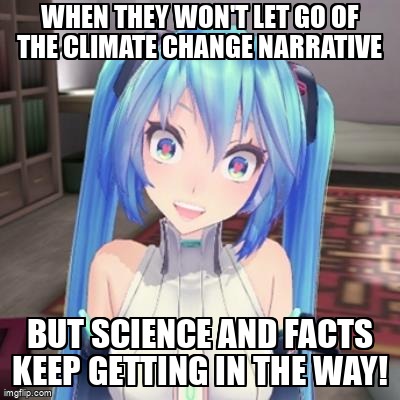 WHEN THEY WON'T LET GO OF
THE CLIMATE CHANGE NARRATIVE
BUT SCIENCE AND FACTS
KEEP GETTING IN THE WAY!
imgflip.com